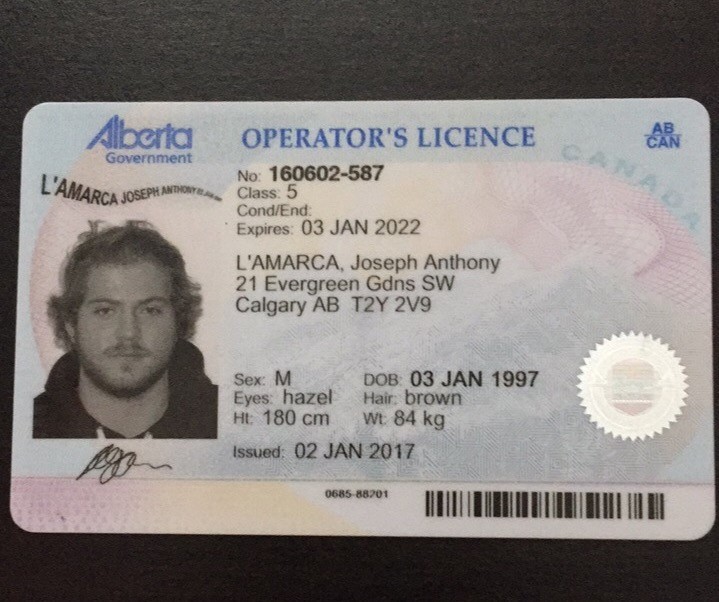 Alberta
Government
OPERATOR'S LICENCE
AB
CAN
CANADA
L'AMARCA JOSEPH ANTHONY
No: 160602-587
Class: 5
Cond/End:
Expires: 03 JAN 2022
L'AMARCA, Joseph Anthony
21 Evergreen Gdns SW
Calgary AB T2Y 2V9
Sex: M DOB: 03 JAN 1997
Eyes: hazel Hair: brown
Ht: 180 cm Wt: 84 kg
Issued: 02 JAN 2017
0685-88201